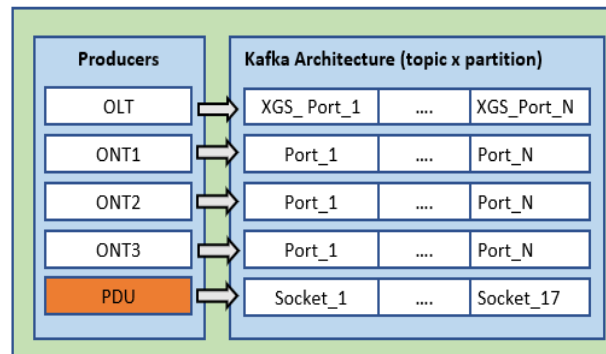 Producers Kafka Architecture (topic x partition)
OLT XGS_ Port_1 .... XGS_Port_N
ONT1 Port_1 .... Port_N
ONT2 Port_1 .... Port_N
ONT3 Port_1 .... Port_N
PDU Socket_1 .... Socket_17